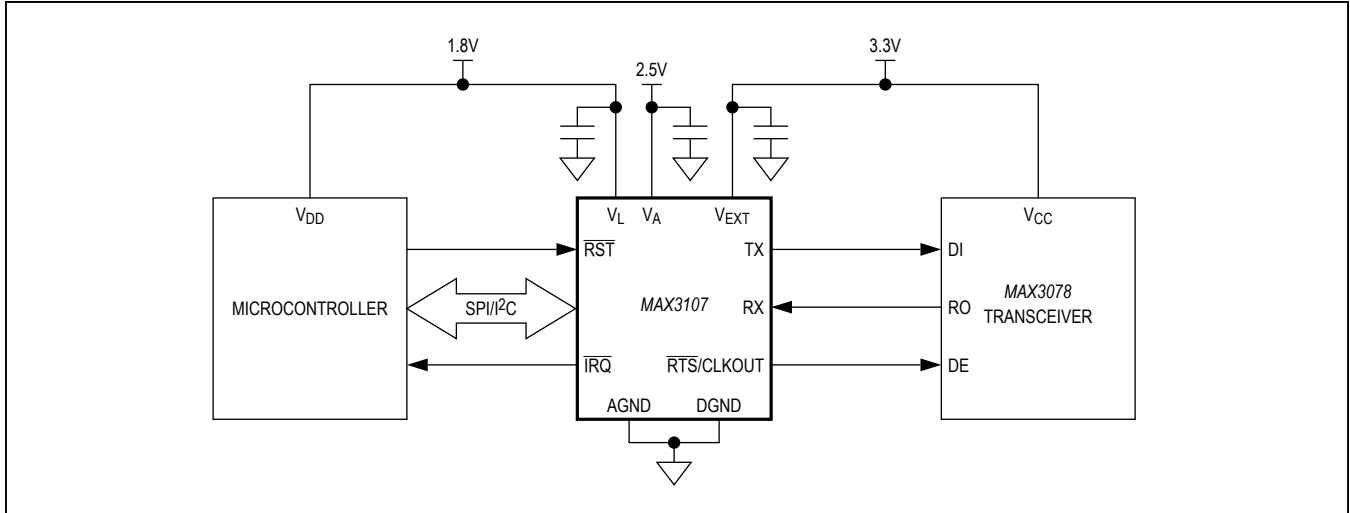 1.8V
2.5V
3.3V
VDD
VL VA VEXT
VCC
RST
TX
DI
MICROCONTROLLER
SPI/I²C
MAX3107
RX
RO
MAX3078
TRANSCEIVER
IRQ
RTS/CLKOUT
DE
AGND DGND